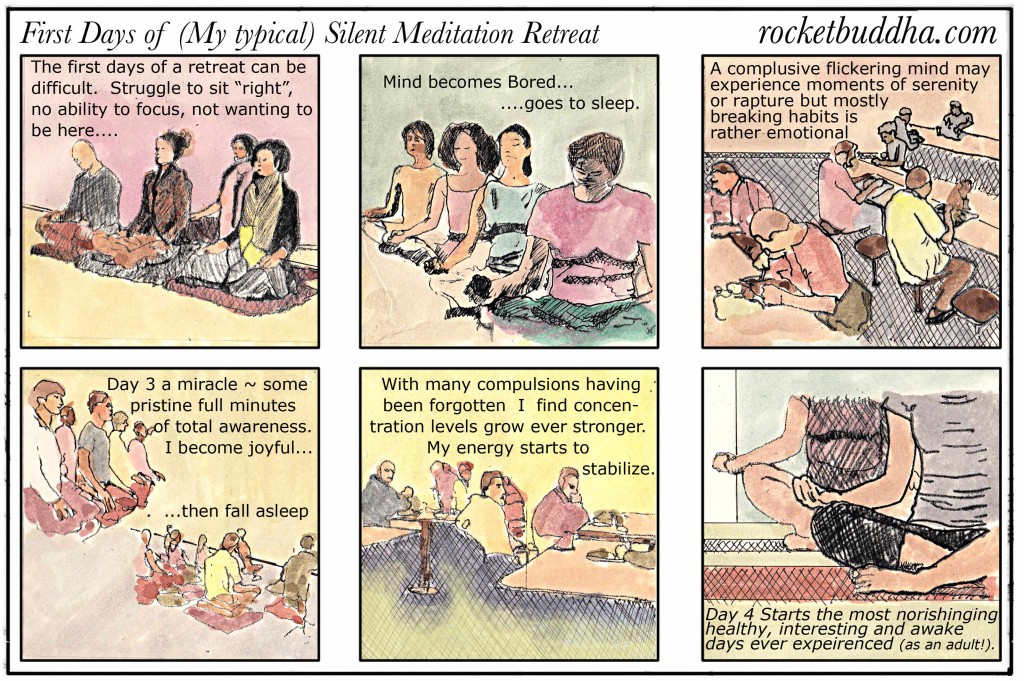 First Days of (My typical) Silent Meditation Retreat
rocketbuddha.com
The first days of a retreat can be
difficult. Struggle to sit “right”,
no ability to focus, not wanting to
be here....
Mind becomes Bored...
....goes to sleep.
A complusive flickering mind may
experience moments of serenity
or rapture but mostly
breaking habits is
rather emotional
Day 3 a miracle ~ some
pristine full minutes
of total awareness.
I become joyful...
...then fall asleep
With many compulsions having
been forgotten I find concen-
tration levels grow ever stronger.
My energy starts to
stabilize.
Day 4 Starts the most norishinging
healthy, interesting and awake
days ever expeirenced (as an adult!).